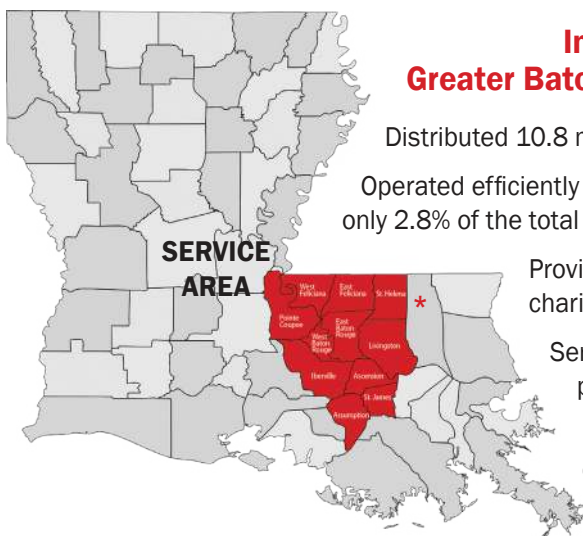 In
Greater Bato
Distributed 10.8 m
Operated efficiently
only 2.8% of the total
Provi
chari
Ser
p
SERVICE
AREA
*
West
Feliciana
East
Feliciana
St. Helena
Pointe
Coupee
West
Baton
Rouge
East
Baton
Rouge
Livingston
Iberville
Ascension
St. James
Assumption